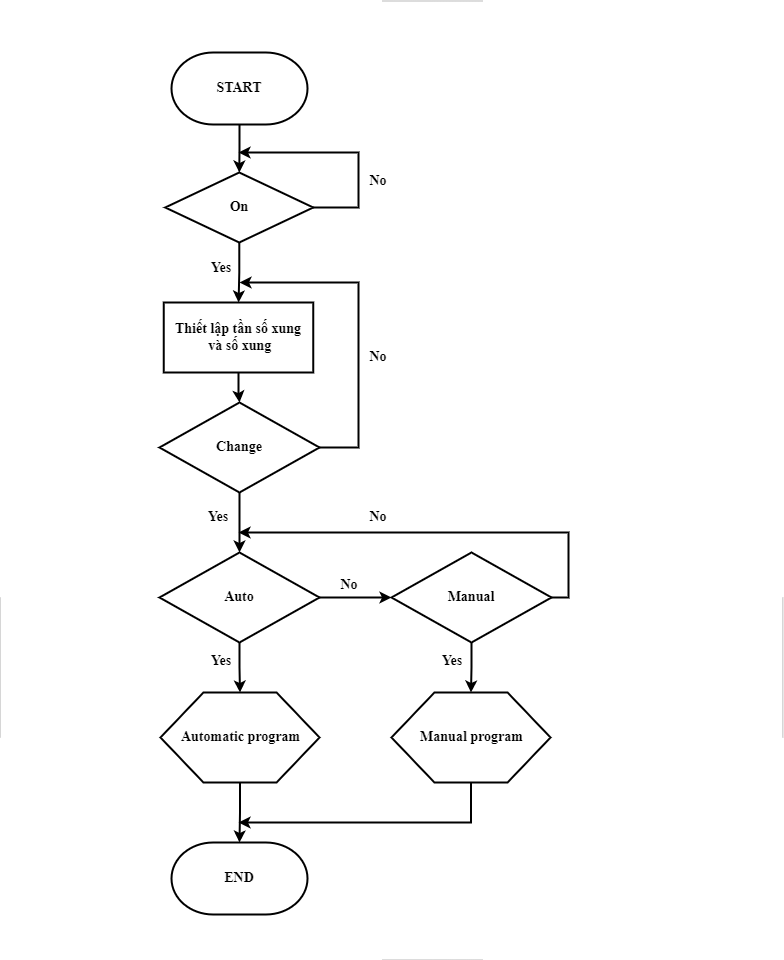 START
No
On
Yes
Thiết lập tần số xung
và số xung
No
Change
Yes
No
Auto
No
Manual
Yes
Yes
Automatic program
Manual program
END